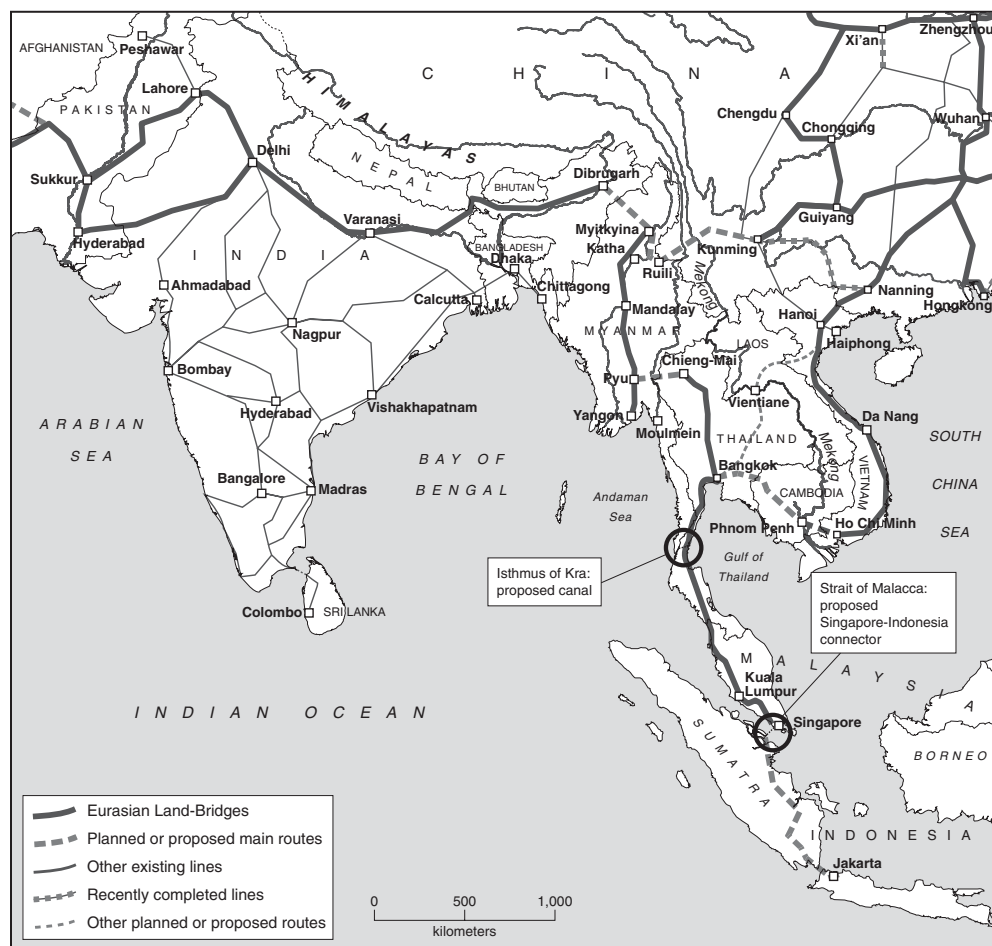 AFGHANISTAN
Peshawar
PAKISTAN
Lahore
Sukkur
Hyderabad
Delhi
HIMALAYAS
NEPAL
BHUTAN
Dibrugarh
Varanasi
INDIA
BANGLADESH
Dhaka
Chittagong
Calcutta
Ahmadabad
Nagpur
Bombay
Hyderabad
Vishakhapatnam
Bangalore
Madras
Colombo
SRI LANKA
CHINA
Xi'an
Zhengzhou
Chengdu
Chongqing
Wuhan
Guiyang
Myitkyina
Katha
Ruili
Kunming
Mekong
Nanning
Hongkong
Mandalay
MYANMAR
Hanoi
Haiphong
LAOS
Chieng-Mai
Pyu
Vientiane
Yangon
Moulmein
THAILAND
Mekong
VIETNAM
Da Nang
Bangkok
CAMBODIA
Phnom Penh
Ho Chi Minh
ARABIAN
SEA
BAY OF
BENGAL
Andaman
Sea
SOUTH
CHINA
SEA
Gulf of
Thailand
Isthmus of Kra:
proposed canal
Strait of Malacca:
proposed
Singapore-Indonesia
connector
MALAYSIA
Kuala
Lumpur
Singapore
SUMATRA
BORNEO
INDIAN OCEAN
INDONESIA
Jakarta
Eurasian Land-Bridges
Planned or proposed main routes
Other existing lines
Recently completed lines
Other planned or proposed routes
0 500 1,000
kilometers